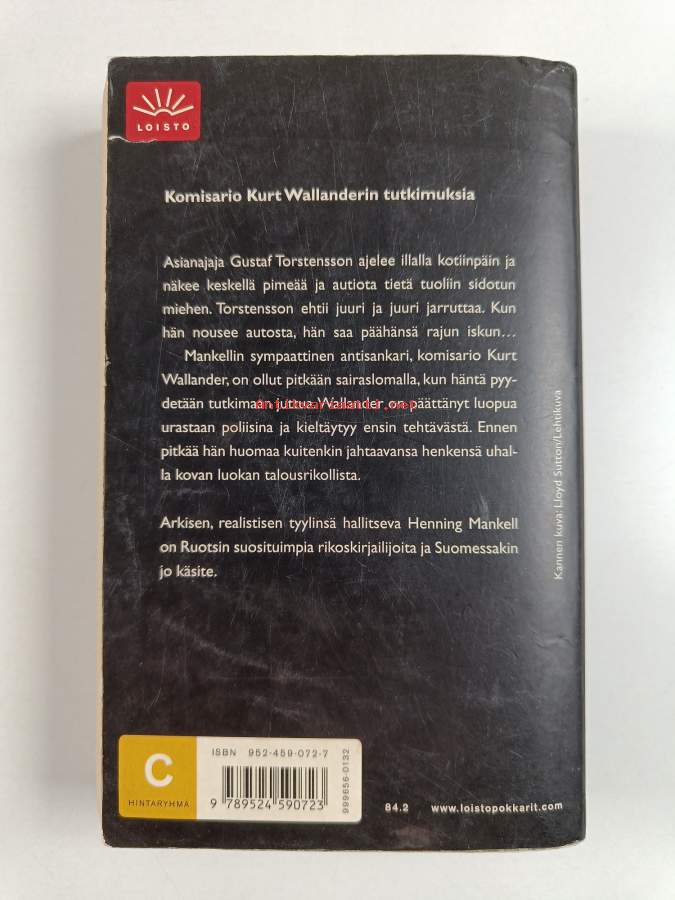 LOISTO
Komisario Kurt Wallanderin tutkimuksia
Asianajaja Gustaf Torstensson ajelee illalla kotiinpäin ja
näkee keskellä pimeää ja autiota tietä tuoliin sidotun
miehen. Torstensson ehtii juuri ja juuri jarruttaa. Kun
hän nousee autosta, hän saa päähänsä rajun iskun...
Mankellin sympaattinen antisankari, komisario Kurt
Wallander, on ollut pitkään sairaslomalla, kun häntä pyy-
detään tutkimaan juttua. Wallander on päättänyt luopua
urastaan poliisina ja kieltäytyy ensin tehtävästä. Ennen
pitkää hän huomaa kuitenkin jahtaavansa henkensä uhal-
la kovan luokan talousrikollista.
Arkisen, realistisen tyylinsä hallitseva Henning Mankell
on Ruotsin suosituimpia rikoskirjailijoita ja Suomessakin
jo käsite.
Kannen kuva: Lloyd Sutton/Lehtikuva
C
HINTARYHMÄ
ISBN 952-459-072-7
9 789524 590723
999656-0132
84.2 www.loistopokkarit.com